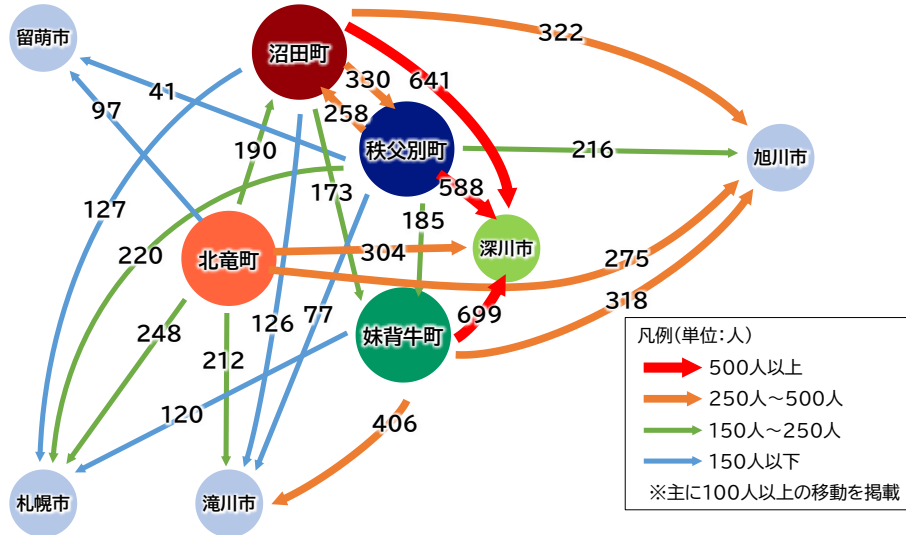 留萌市
沼田町
322
330
641
41
97
258
秩父別町
216
旭川市
190
173
588
127
185
220
深川市
北竜町
304
275
318
248
126
77
699
妹背牛町
212
120
406
札幌市
滝川市
凡例(単位:人)
500人以上
250人～500人
150人～250人
150人以下
※主に100人以上の移動を掲載